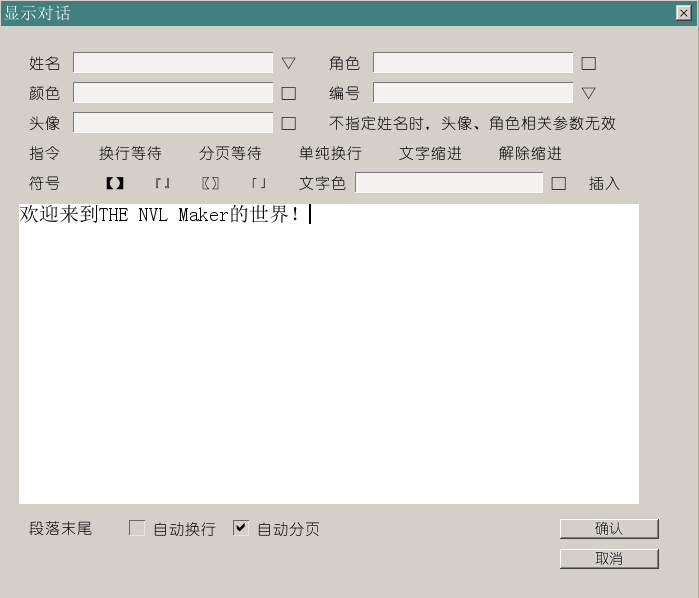 显示对话
姓名 角色
颜色 编号
头像 不指定姓名时，头像、角色相关参数无效
指令 换行等待 分页等待 单纯换行 文字缩进 解除缩进
符号 【】 『』 〖〗 「」 文字色 插入
欢迎来到THE NVL Maker的世界！
段落末尾 自动换行 自动分页 确认
取消